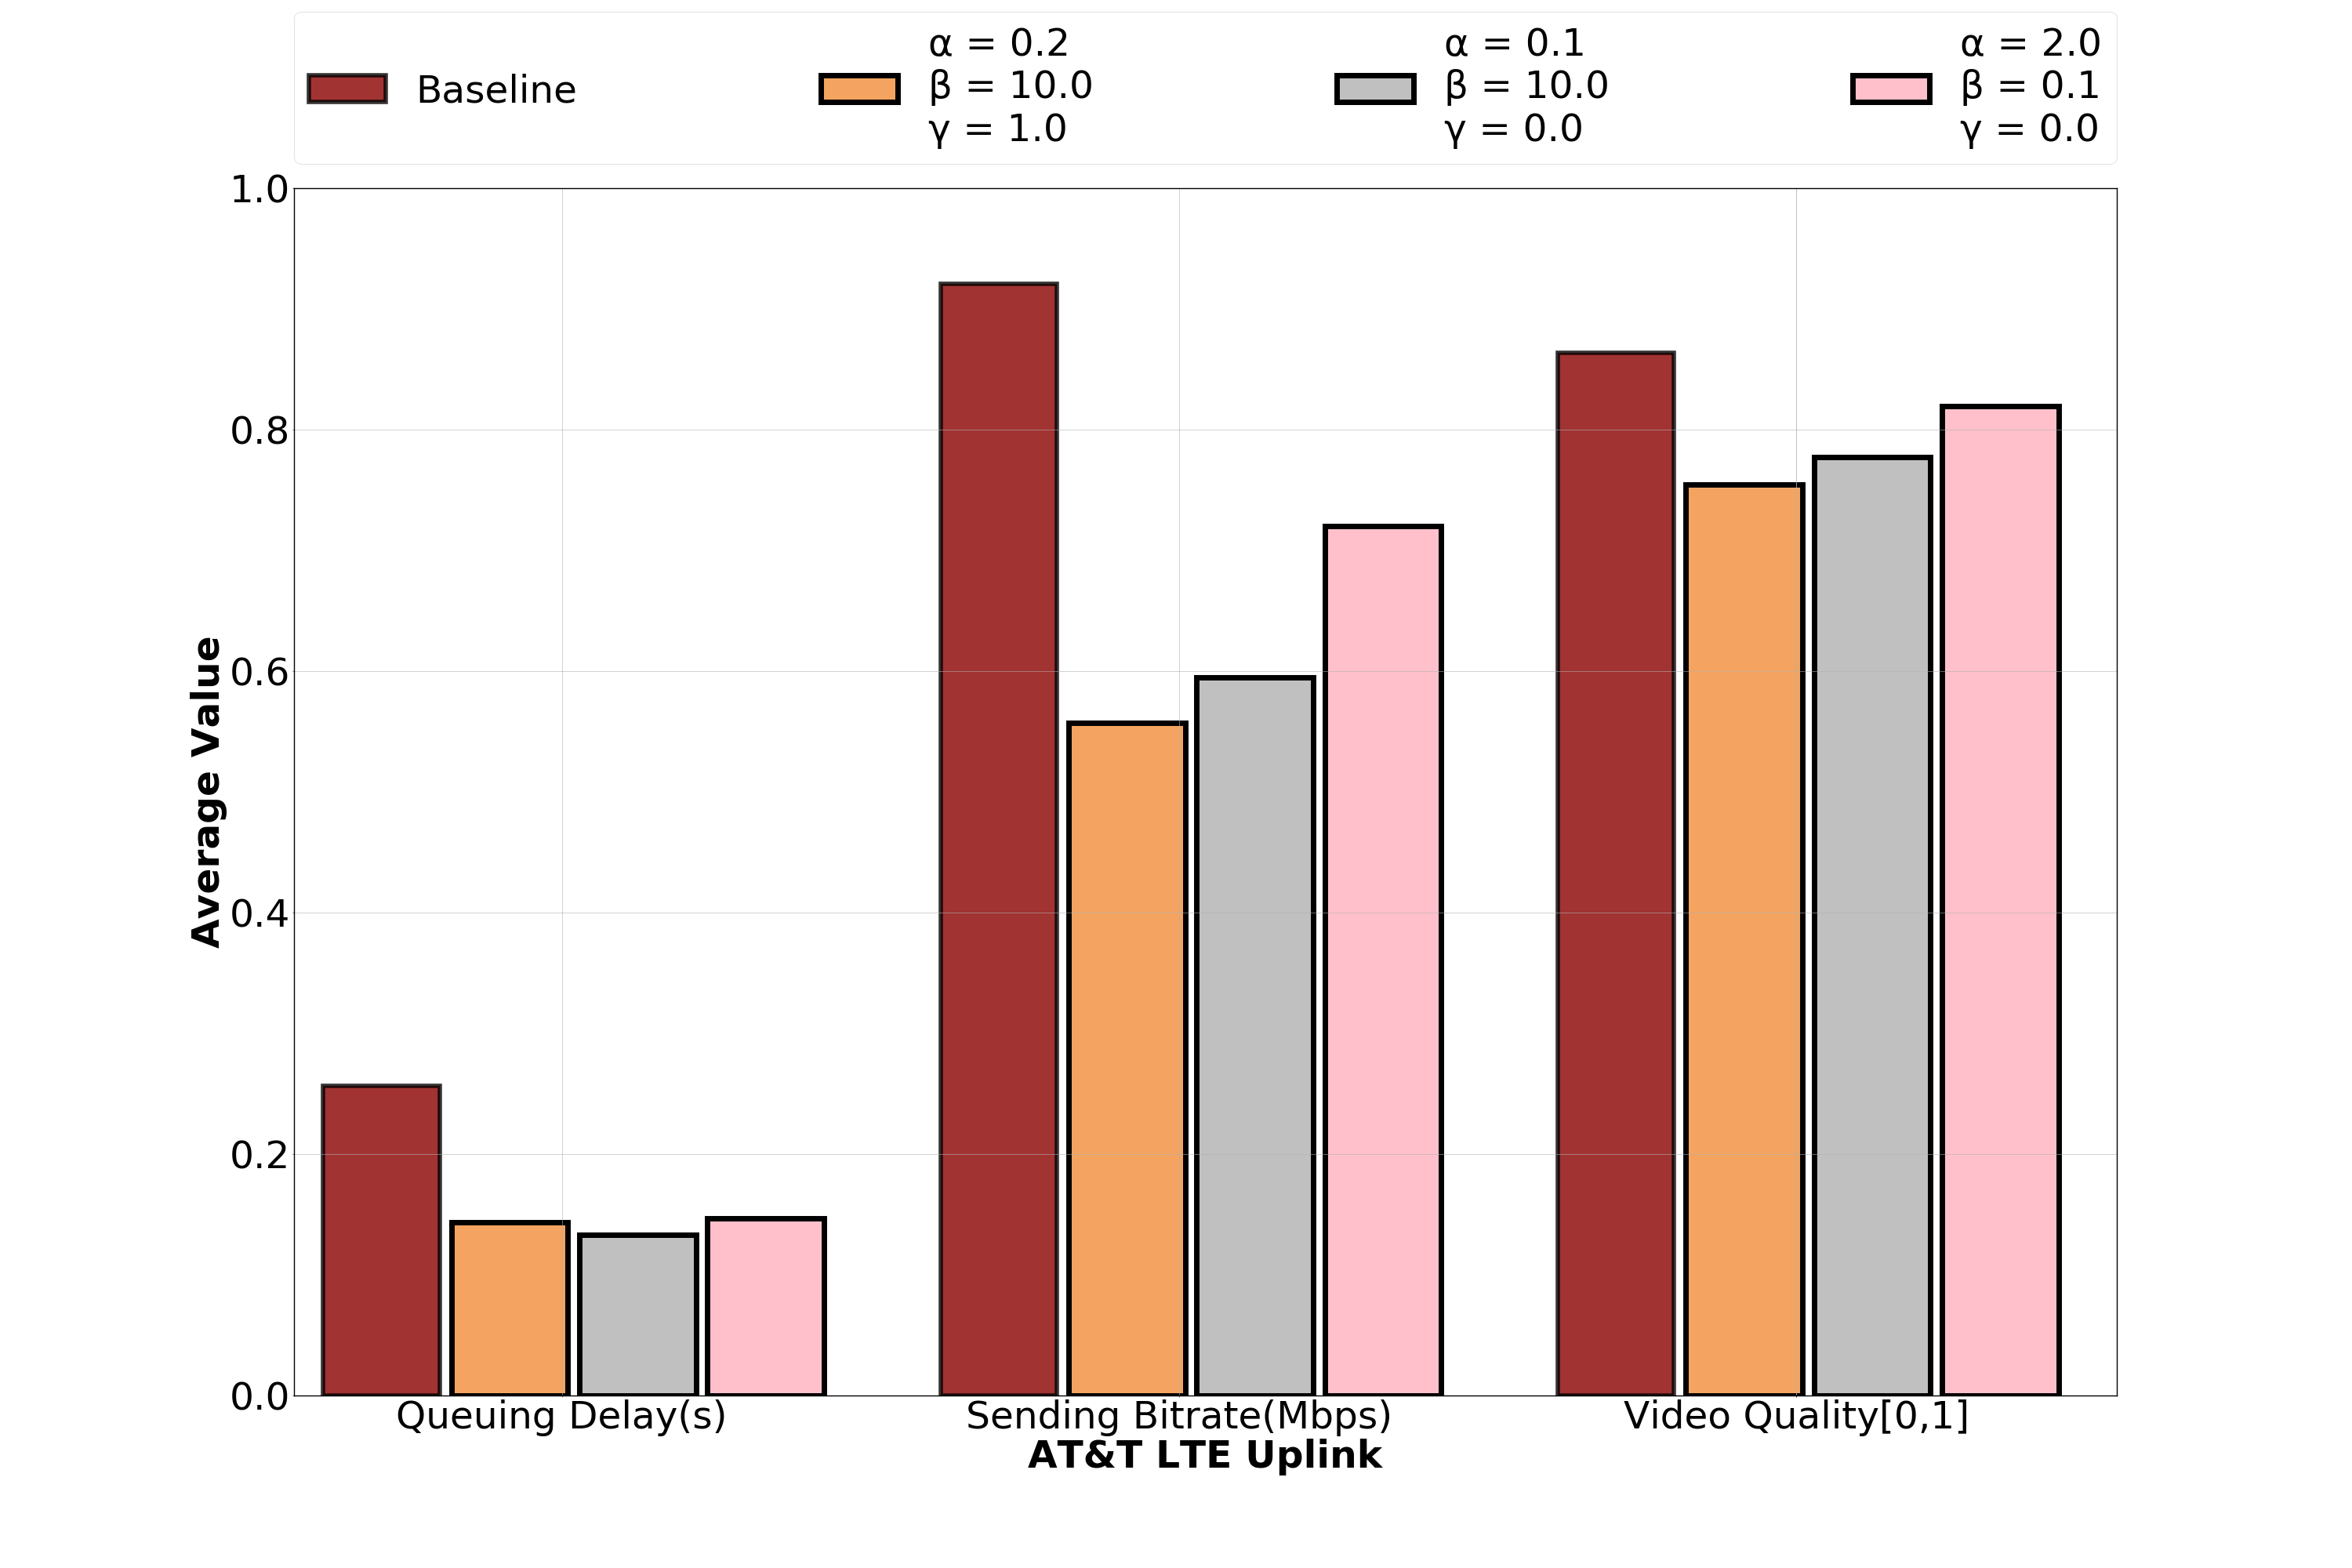 Baseline
α = 0.2
β = 10.0
γ = 1.0
α = 0.1
β = 10.0
γ = 0.0
α = 2.0
β = 0.1
γ = 0.0
1.0
0.8
0.6
0.4
0.2
0.0
Average Value
Queuing Delay(s)
Sending Bitrate(Mbps)
Video Quality[0,1]
AT&T LTE Uplink